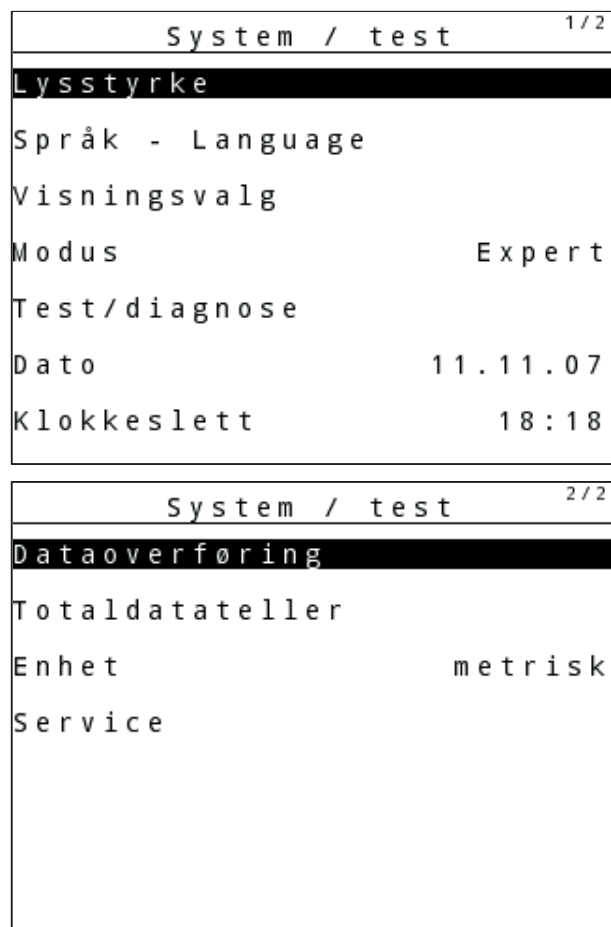 System / test 1/2
Lysstyrke
Språk - Language
Visningsvalg
Modus Expert
Test/diagnose
Dato 11.11.07
Klokkeslett 18:18
System / test 2/2
Dataoverføring
Totaldatateller
Enhet metrisk
Service